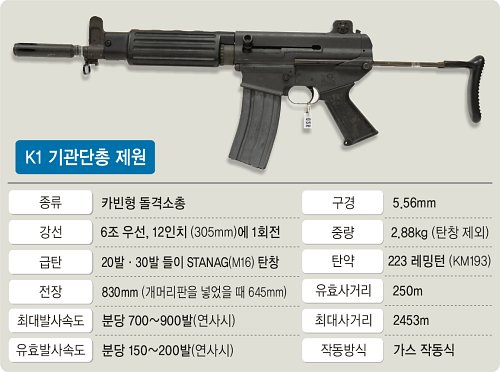 K1 기관단총 제원
종류 카빈형 돌격소총 구경 5.56mm
강선 6조 우선, 12인치 (305mm)에 1회전 중량 2.88kg (탄창 제외)
급탄 20발·30발 들이 STANAG(M16) 탄창 탄약 223 레밍턴 (KM193)
전장 830mm (개머리판을 넣었을 때 645mm) 유효사거리 250m
최대발사속도 분당 700~900발(연사시) 최대사거리 2453m
유효발사속도 분당 150~200발(연사시) 작동방식 가스 작동식